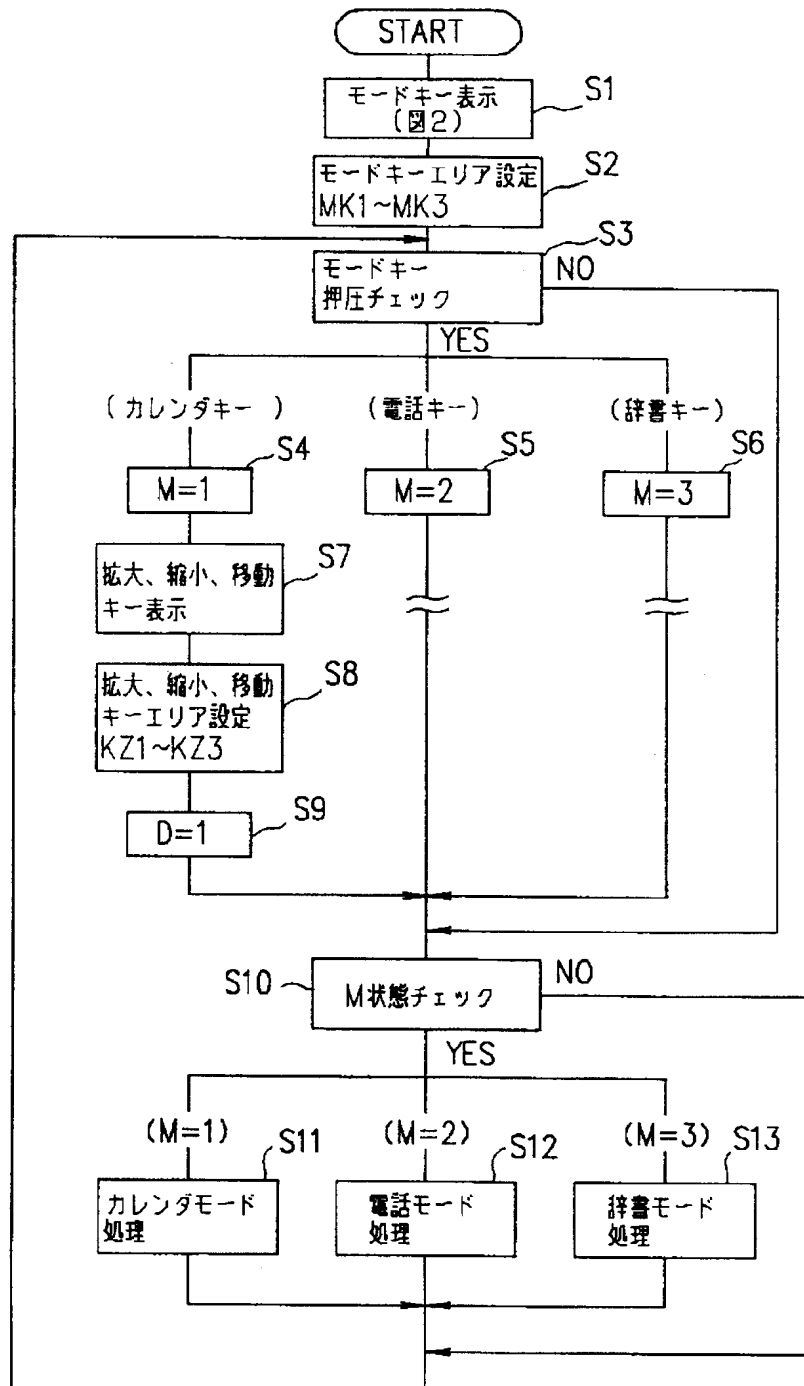 START
モードキー表示
(図2)
S1
モードキーエリア設定
MK1~MK3
S2
モードキー
押圧チェック
S3
NO
YES
(カレンダキー)
(電話キー)
(辞書キー)
S4
S5
S6
M=1
M=2
M=3
拡大、縮小、移動
キー表示
S7
拡大、縮小、移動
キーエリア設定
KZ1~KZ3
S8
D=1
S9
S10
M状態チェック
NO
YES
(M=1)
(M=2)
(M=3)
S11
S12
S13
カレンダモード
処理
電話モード
処理
辞書モード
処理